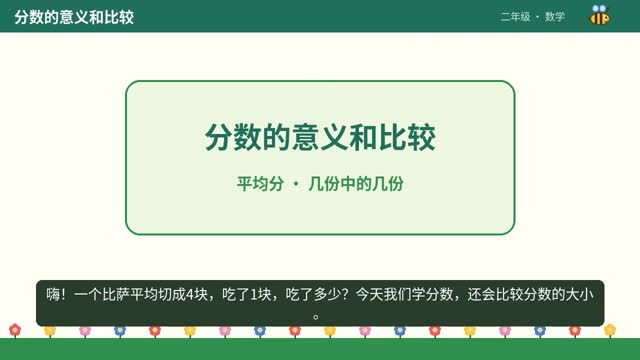 分数的意义和比较
二年级 · 数学
分数的意义和比较
平均分 · 几份中的几份
嗨！一个比萨平均切成4块，吃了1块，吃了多少？今天我们学分数，还会比较分数的大小
。